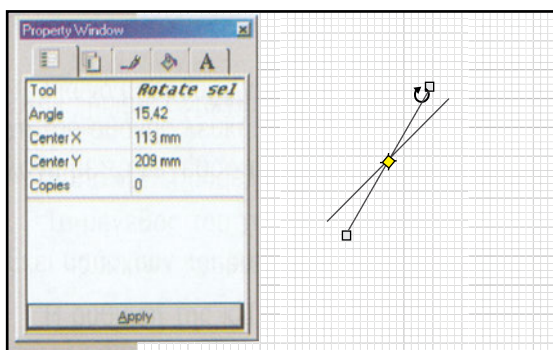 Property Window
A
Tool Rotate sel
Angle 15,42
Center X 113 mm
Center Y 209 mm
Copies 0
Apply